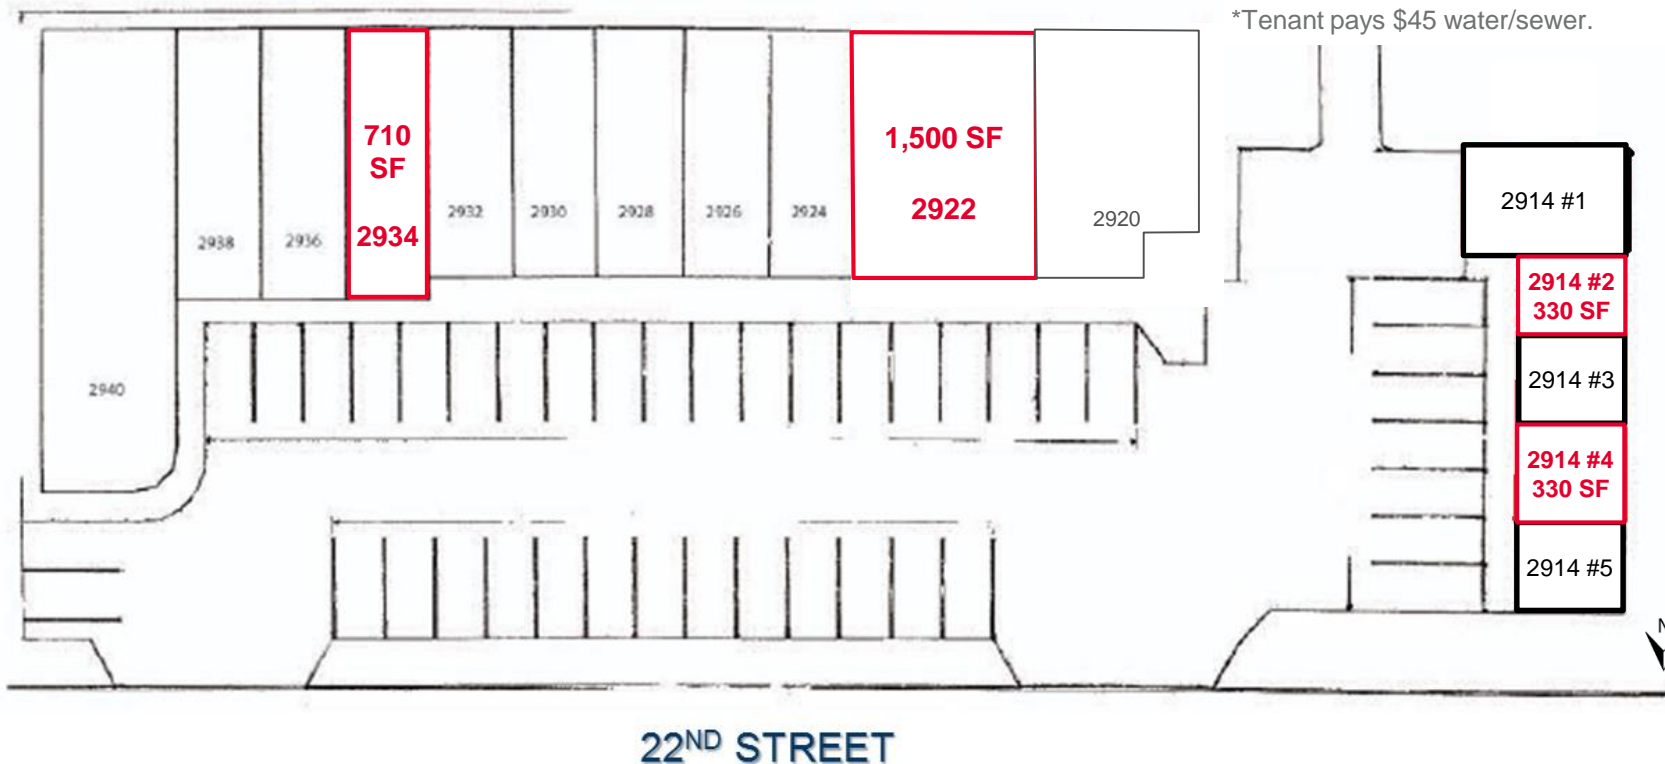 *Tenant pays $45 water/sewer.
710
SF
2934
1,500 SF
2922
2938
2936
2932
2930
2928
2926
2924
2920
2940
2914 #1
2914 #2
330 SF
2914 #3
2914 #4
330 SF
2914 #5
N
22ND STREET